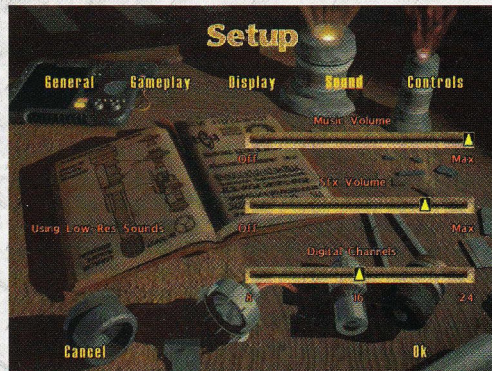 Setup
General Gameplay Display Sound Controls
Music Volume
Off Max
Sfx Volume
Using Low-Res Sounds Off Max
Digital Channels
8 16 24
Cancel Ok